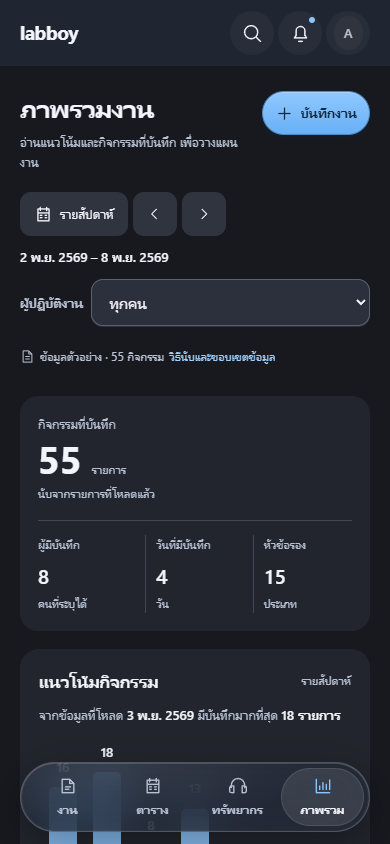 labboy
A
ภาพรวมงาน
บันทึกงาน
อ่านแนวโน้มและกิจกรรมที่บันทึก เพื่อวางแผน
งาน
รายสัปดาห์
2 พ.ย. 2569 – 8 พ.ย. 2569
ผู้ปฏิบัติงาน
ทุกคน
ข้อมูลตัวอย่าง · 55 กิจกรรม วิธีนับและขอบเขตข้อมูล
กิจกรรมที่บันทึก
55 รายการ
นับจากรายการที่โหลดแล้ว
ผู้มีบันทึก วันที่มีบันทึก หัวข้อรอง
8 4 15
คนที่ระบุได้ วัน ประเภท
แนวโน้มกิจกรรม รายสัปดาห์
จากข้อมูลที่โหลด 3 พ.ย. 2569 มีบันทึกมากที่สุด 18 รายการ
18
16
13
8
งาน ตาราง ทรัพยากร ภาพรวม